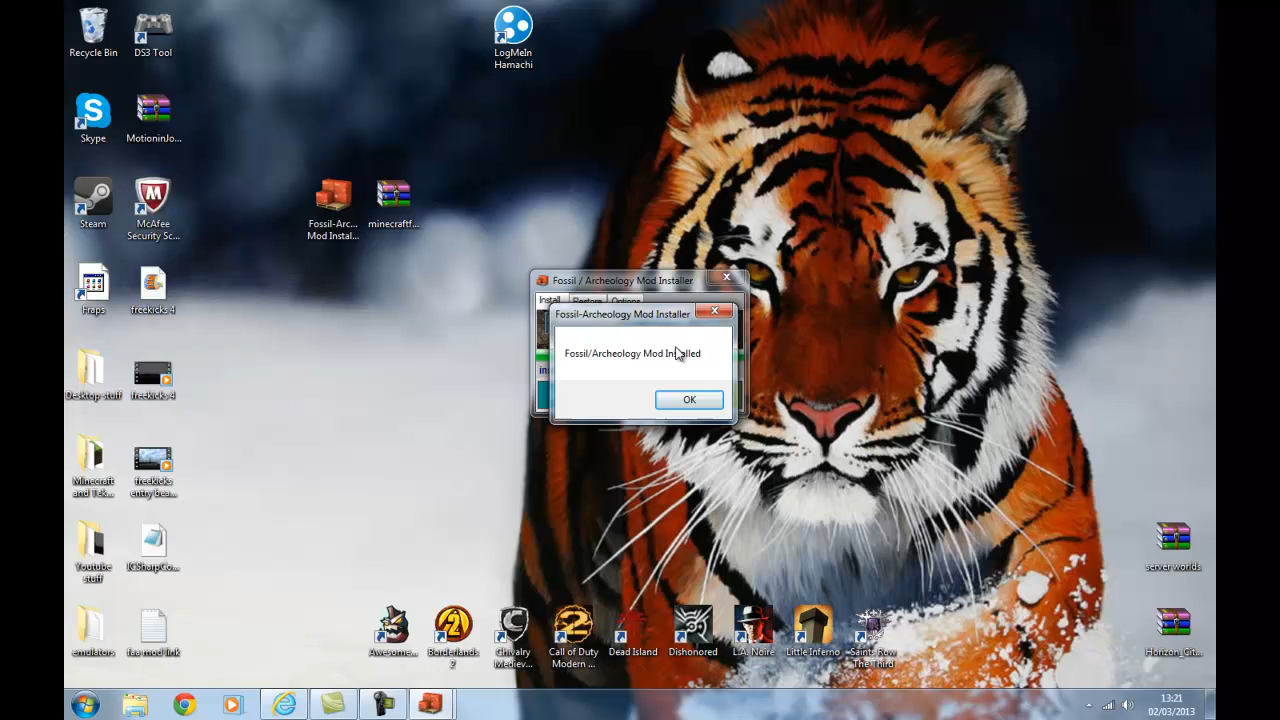 Recycle Bin
DS3 Tool
LogMeIn
Hamachi
Skype
MotioninJo...
Steam
McAfee
Security Sc...
Fossil-Arc...
Mod Instal...
minecraftf...
Fraps
freekicks 4
Fossil / Archeology Mod Installer
Install
Restore
Options
Fossil-Archeology Mod Installer
Fossil/Archeology Mod Installed
OK
Desktop stuff
freekicks 4
Minecraft
and Tek...
freekicks
entry bea...
Youtube
stuff
ICSharpCo...
server worlds
emulators
fae mod link
Awesome...
Borderlands
2
Chivalry
Mediev...
Call of Duty
Modern ...
Dead Island
Dishonored
L.A. Noire
Little Inferno
Saints Row
The Third
Horizon_Cit...
13:21
02/03/2013